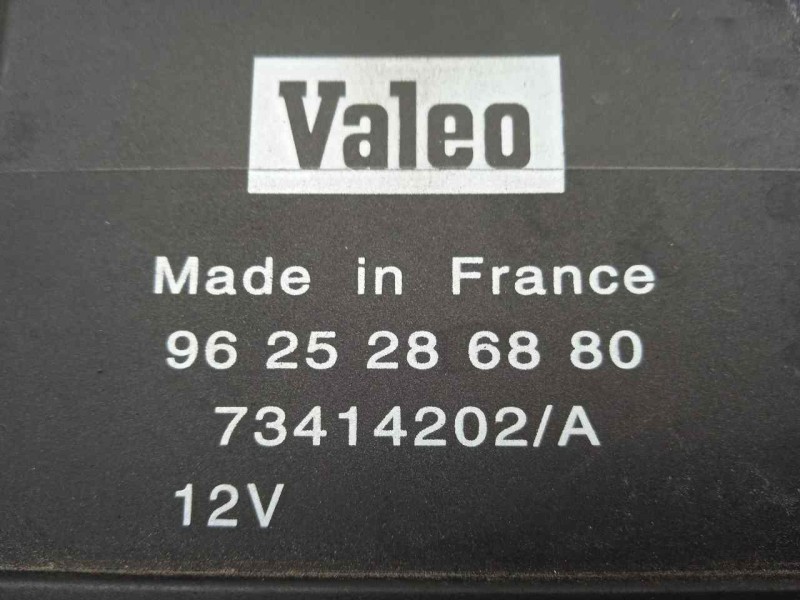 Valeo
Made in France
96 25 28 68 80
73414202/A
12V